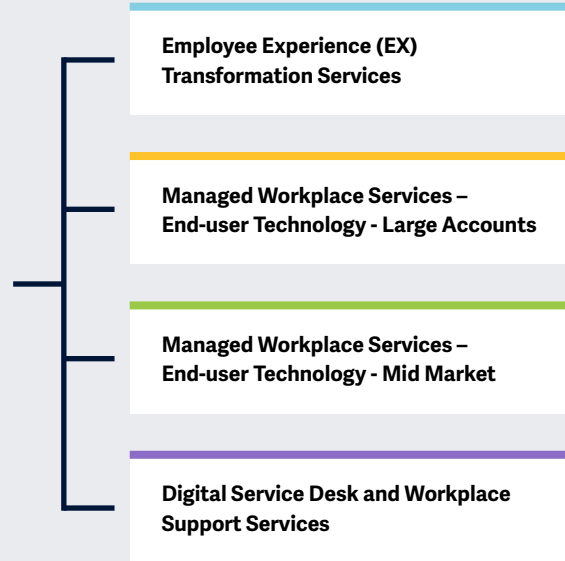 Employee Experience (EX)
Transformation Services
Managed Workplace Services –
End-user Technology - Large Accounts
Managed Workplace Services –
End-user Technology - Mid Market
Digital Service Desk and Workplace
Support Services